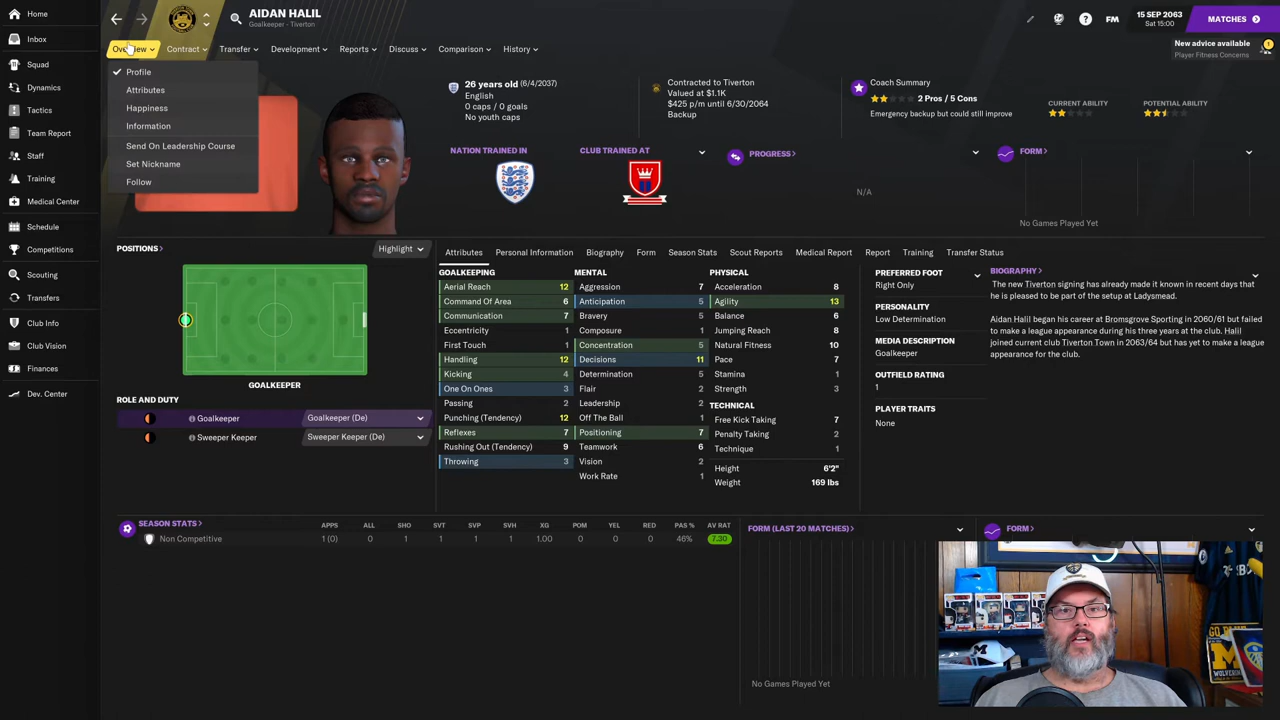 Home
Inbox
Squad
Dynamics
Tactics
Team Report
Staff
Training
Medical Center
Schedule
Competitions
Scouting
Transfers
Club Info
Club Vision
Finances
Dev. Center
AIDAN HALIL
Goalkeeper - Tiverton
FM
15 SEP 2063
Sat 15:00
MATCHES
Contract
Transfer
Development
Reports
Discuss
Comparison
History
New advice available
Player Fitness Concerns
Profile
Attributes
Happiness
Information
Send On Leadership Course
Set Nickname
Follow
26 years old (6/4/2037)
English
0 caps / 0 goals
No youth caps
Contracted to Tiverton
Valued at $1.1K
$425 p/m until 6/30/2064
Backup
Coach Summary
2 Pros / 5 Cons
Emergency backup but could still improve
CURRENT ABILITY
POTENTIAL ABILITY
NATION TRAINED IN
CLUB TRAINED AT
PROGRESS
N/A
FORM
No Games Played Yet
POSITIONS
Highlight
GOALKEEPER
ROLE AND DUTY
Goalkeeper
Goalkeeper (De)
Sweeper Keeper
Sweeper Keeper (De)
Attributes
Personal Information
Biography
Form
Season Stats
Scout Reports
Medical Report
Report
Training
Transfer Status
GOALKEEPING
Aerial Reach 12
Command Of Area 6
Communication 7
Eccentricity 1
First Touch 1
Handling 12
Kicking 4
One On Ones 3
Passing 2
Punching (Tendency) 12
Reflexes 7
Rushing Out (Tendency) 9
Throwing 3
MENTAL
Aggression 7
Anticipation 5
Bravery 5
Composure 1
Concentration 5
Decisions 11
Determination 5
Flair 2
Leadership 2
Off The Ball 1
Positioning 7
Teamwork 6
Vision 2
Work Rate 1
PHYSICAL
Acceleration 8
Agility 13
Balance 6
Jumping Reach 8
Natural Fitness 10
Pace 7
Stamina 1
Strength 3
TECHNICAL
Free Kick Taking 7
Penalty Taking 2
Technique 1
Height 6'2"
Weight 169 lbs
PREFERRED FOOT
Right Only
PERSONALITY
Low Determination
MEDIA DESCRIPTION
Goalkeeper
OUTFIELD RATING
1
PLAYER TRAITS
None
BIOGRAPHY
The new Tiverton signing has already made it known in recent days that
he is pleased to be part of the setup at Ladysmead.
Aidan Halil began his career at Bromsgrove Sporting in 2060/61 but failed
to make a league appearance during his three years at the club. Halil
joined current club Tiverton Town in 2063/64 but has yet to make a league
appearance for the club.
SEASON STATS
APPS ALL SHO SVT SVP SVH XG POM YEL RED PAS % AV RAT
Non Competitive 1 (0) 0 1 1 1 1 1.00 0 0 0 46% 7.30
FORM (LAST 20 MATCHES)
No Games Played Yet
FORM